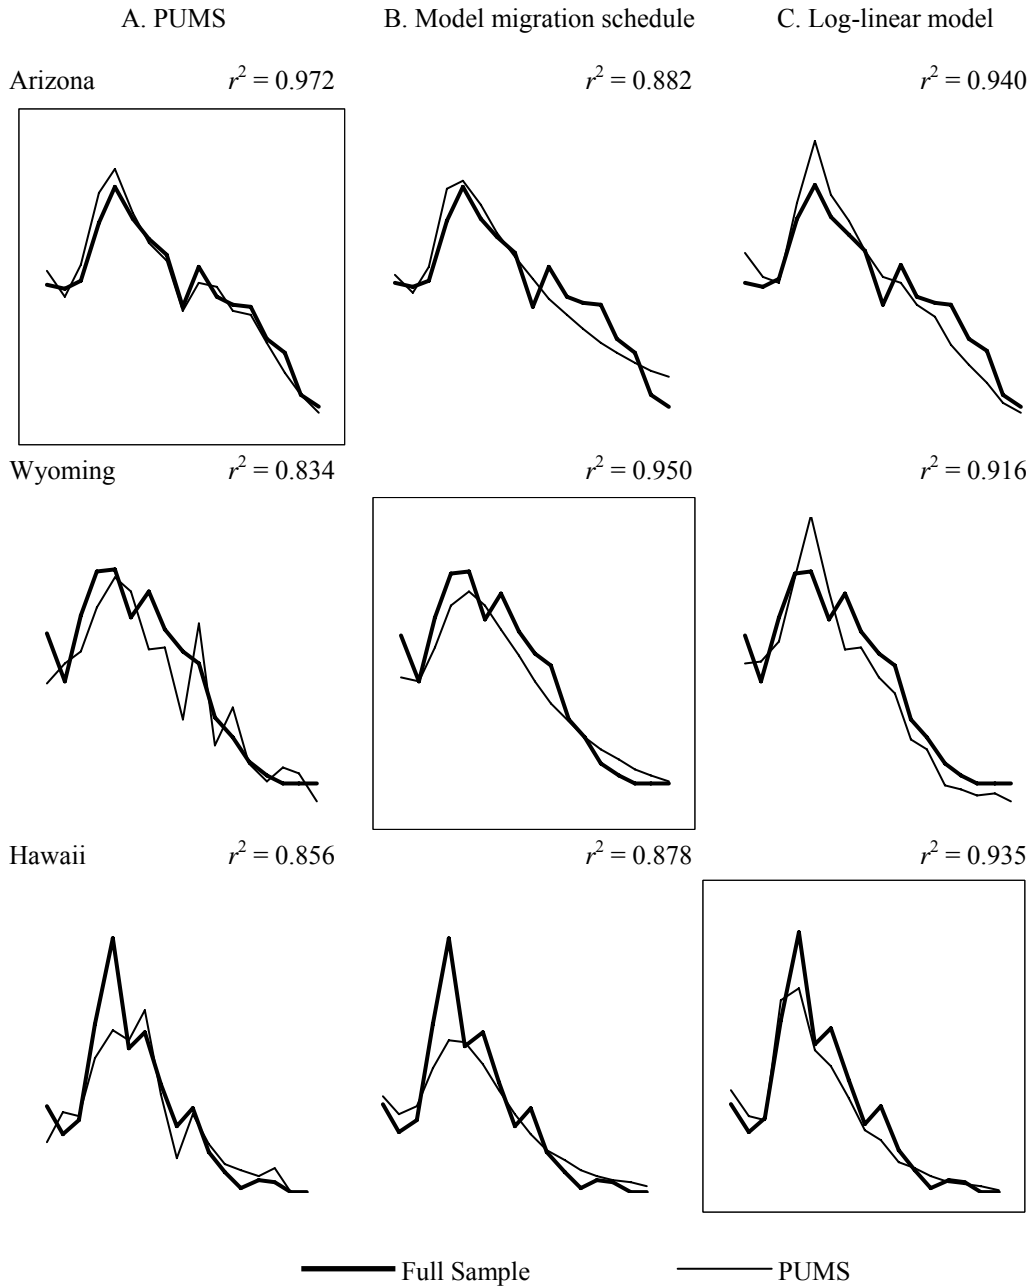 A. PUMS B. Model migration schedule C. Log-linear model
Arizona r² = 0.972 r² = 0.882 r² = 0.940
Wyoming r² = 0.834 r² = 0.950 r² = 0.916
Hawaii r² = 0.856 r² = 0.878 r² = 0.935
Full Sample PUMS